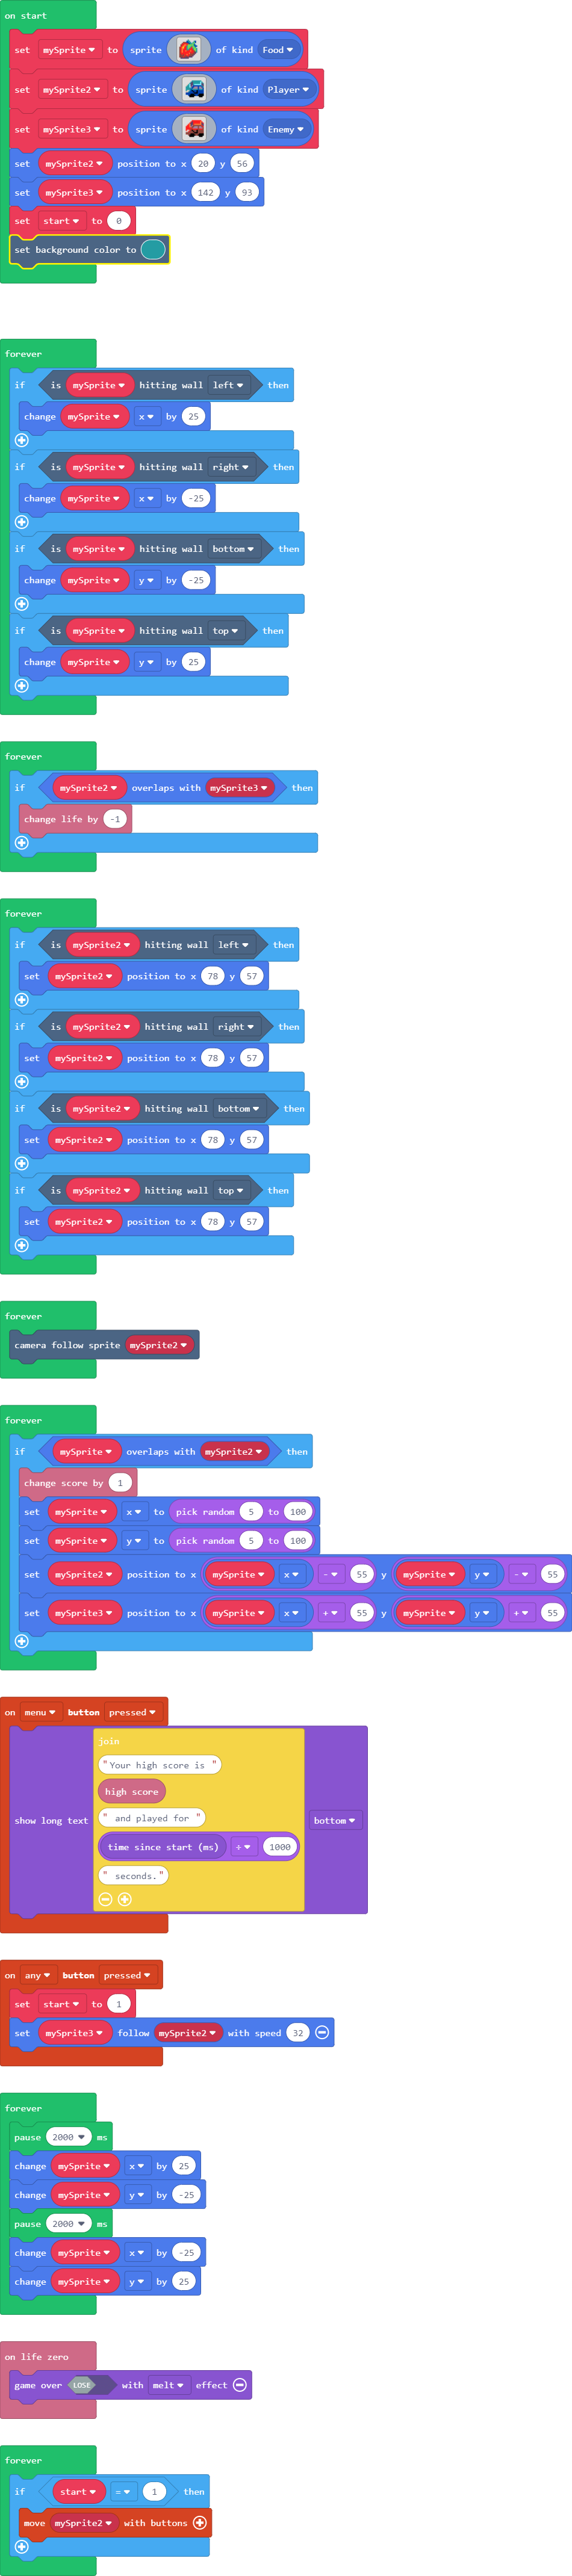 on start
set mySprite to sprite of kind Food
set mySprite2 to sprite of kind Player
set mySprite3 to sprite of kind Enemy
set mySprite2 position to x 20 y 56
set mySprite3 position to x 142 y 93
set start to 0
set background color to
forever
if is mySprite hitting wall left then
change mySprite x by 25
if is mySprite hitting wall right then
change mySprite x by -25
if is mySprite hitting wall bottom then
change mySprite y by -25
if is mySprite hitting wall top then
change mySprite y by 25
forever
if mySprite2 overlaps with mySprite3 then
change life by -1
forever
if is mySprite2 hitting wall left then
set mySprite2 position to x 78 y 57
if is mySprite2 hitting wall right then
set mySprite2 position to x 78 y 57
if is mySprite2 hitting wall bottom then
set mySprite2 position to x 78 y 57
if is mySprite2 hitting wall top then
set mySprite2 position to x 78 y 57
forever
camera follow sprite mySprite2
forever
if mySprite overlaps with mySprite2 then
change score by 1
set mySprite x to pick random 5 to 100
set mySprite y to pick random 5 to 100
set mySprite2 position to x mySprite x - 55 y mySprite y - 55
set mySprite3 position to x mySprite x + 55 y mySprite y + 55
on menu button pressed
join
"Your high score is "
high score
" and played for "
show long text time since start (ms) ÷ 1000 bottom
" seconds."
on any button pressed
set start to 1
set mySprite3 follow mySprite2 with speed 32
forever
pause 2000 ms
change mySprite x by 25
change mySprite y by -25
pause 2000 ms
change mySprite x by -25
change mySprite y by 25
on life zero
game over LOSE with melt effect
forever
if start = 1 then
move mySprite2 with buttons